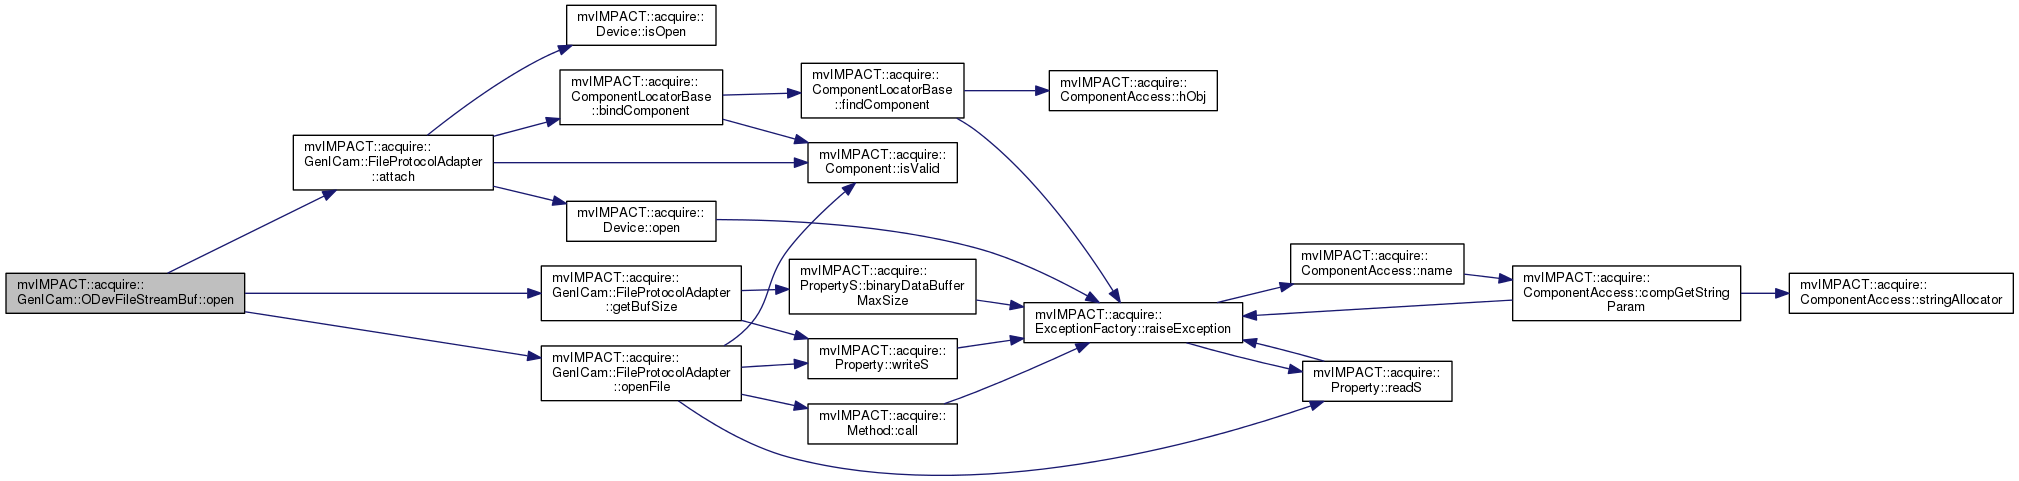 mvIMPACT::acquire::
Device::isOpen
mvIMPACT::acquire::
ComponentLocatorBase
::bindComponent
mvIMPACT::acquire::
ComponentLocatorBase
::findComponent
mvIMPACT::acquire::
ComponentAccess::hObj
mvIMPACT::acquire::
GenICam::FileProtocolAdapter
::attach
mvIMPACT::acquire::
Component::isValid
mvIMPACT::acquire::
Device::open
mvIMPACT::acquire::
GenICam::ODevFileStreamBuf::open
mvIMPACT::acquire::
GenICam::FileProtocolAdapter
::getBufSize
mvIMPACT::acquire::
PropertyS::binaryDataBuffer
MaxSize
mvIMPACT::acquire::
ComponentAccess::name
mvIMPACT::acquire::
ComponentAccess::compGetString
Param
mvIMPACT::acquire::
ComponentAccess::stringAllocator
mvIMPACT::acquire::
ExceptionFactory::raiseException
mvIMPACT::acquire::
GenICam::FileProtocolAdapter
::openFile
mvIMPACT::acquire::
Property::writeS
mvIMPACT::acquire::
Property::readS
mvIMPACT::acquire::
Method::call